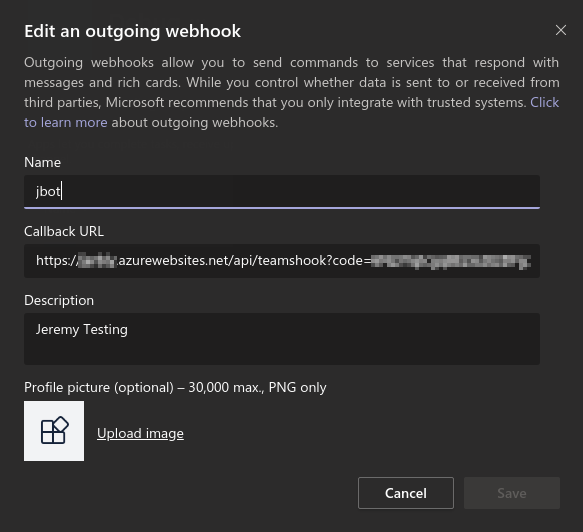 Edit an outgoing webhook
Outgoing webhooks allow you to send commands to services that respond with
messages and rich cards. While you control whether data is sent to or received from
third parties, Microsoft recommends that you only integrate with trusted systems. Click
to learn more about outgoing webhooks.
Name
jbot
Callback URL
https://.azurewebsites.net/api/teamshook?code=
Description
Jeremy Testing
Profile picture (optional) – 30,000 max., PNG only
Upload image
Cancel
Save